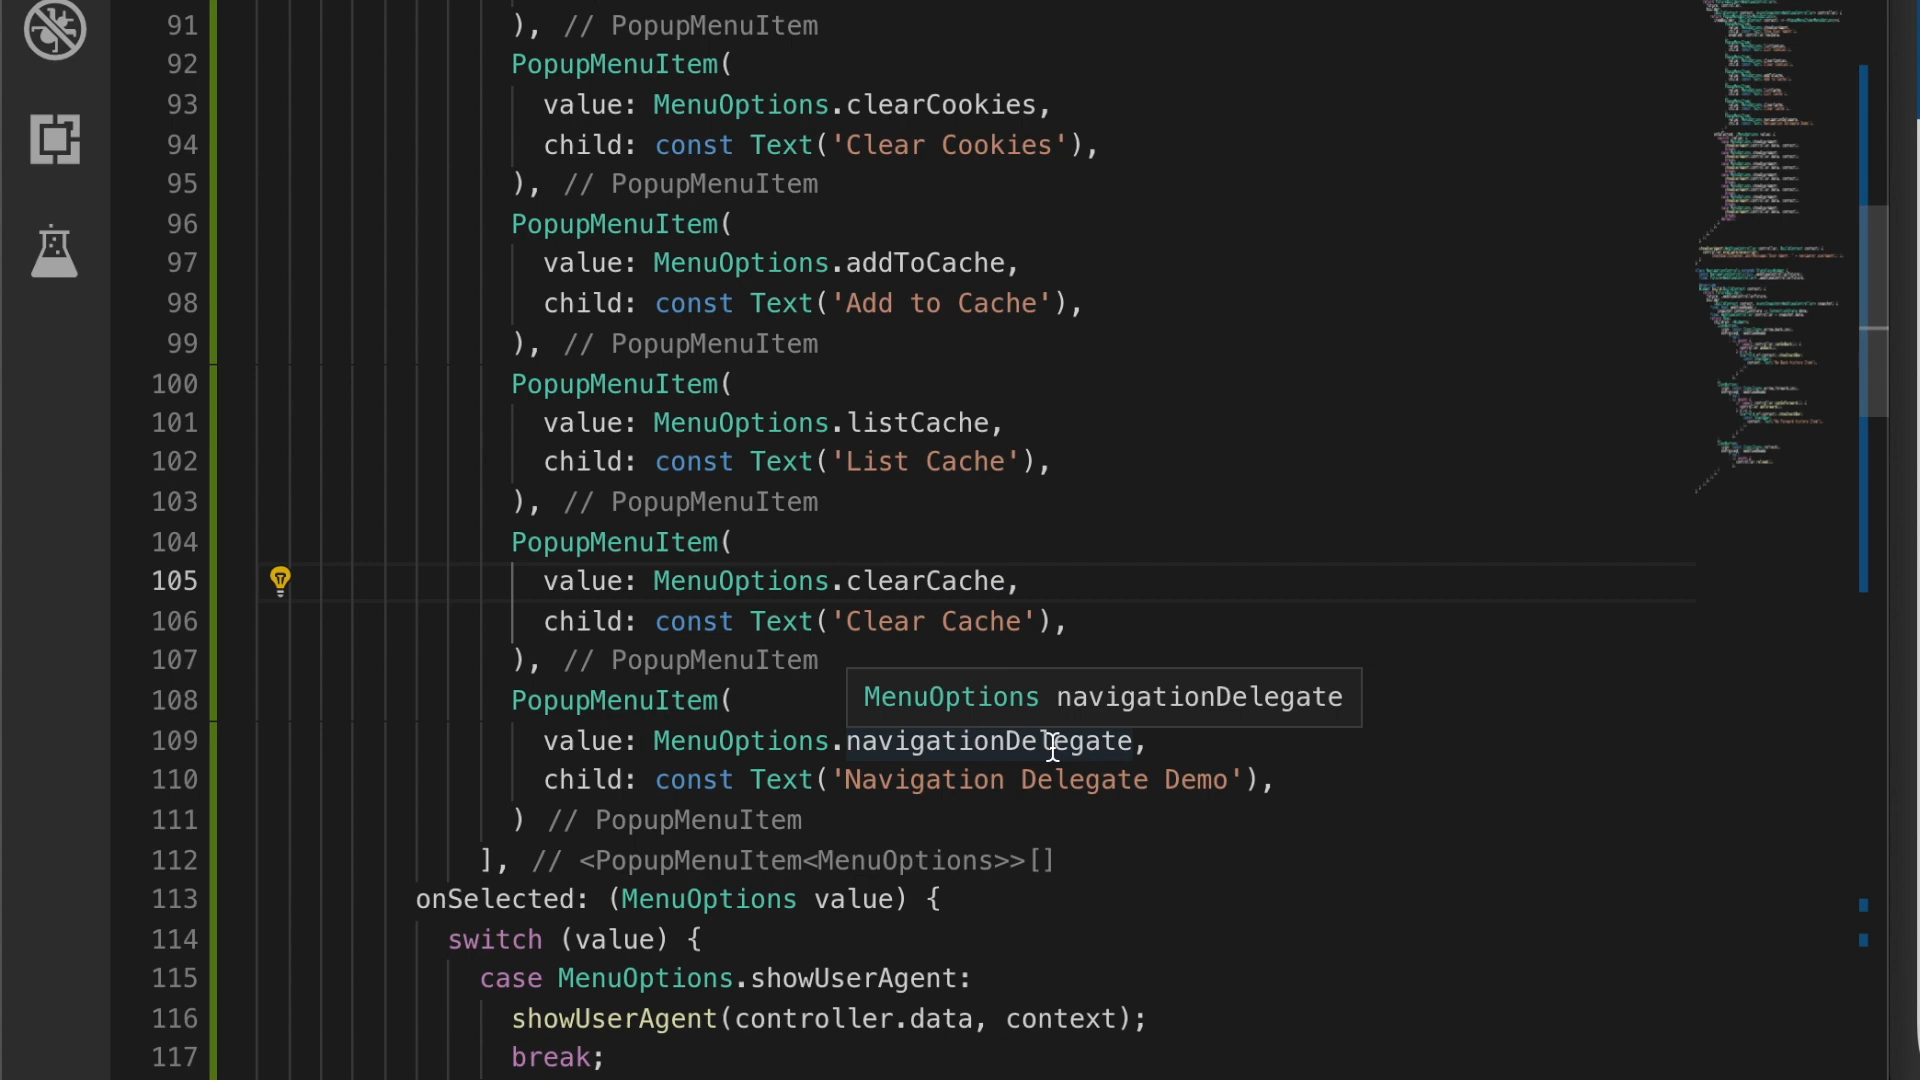 91 ), // PopupMenuItem
92 PopupMenuItem(
93 value: MenuOptions.clearCookies,
94 child: const Text('Clear Cookies'),
95 ), // PopupMenuItem
96 PopupMenuItem(
97 value: MenuOptions.addToCache,
98 child: const Text('Add to Cache'),
99 ), // PopupMenuItem
100 PopupMenuItem(
101 value: MenuOptions.listCache,
102 child: const Text('List Cache'),
103 ), // PopupMenuItem
104 PopupMenuItem(
105 value: MenuOptions.clearCache,
106 child: const Text('Clear Cache'),
107 ), // PopupMenuItem
MenuOptions navigationDelegate
108 PopupMenuItem(
109 value: MenuOptions.navigationDelegate,
110 child: const Text('Navigation Delegate Demo'),
111 ) // PopupMenuItem
112 ], // <PopupMenuItem<MenuOptions>>[]
113 onSelected: (MenuOptions value) {
114 switch (value) {
115 case MenuOptions.showUserAgent:
116 showUserAgent(controller.data, context);
117 break;